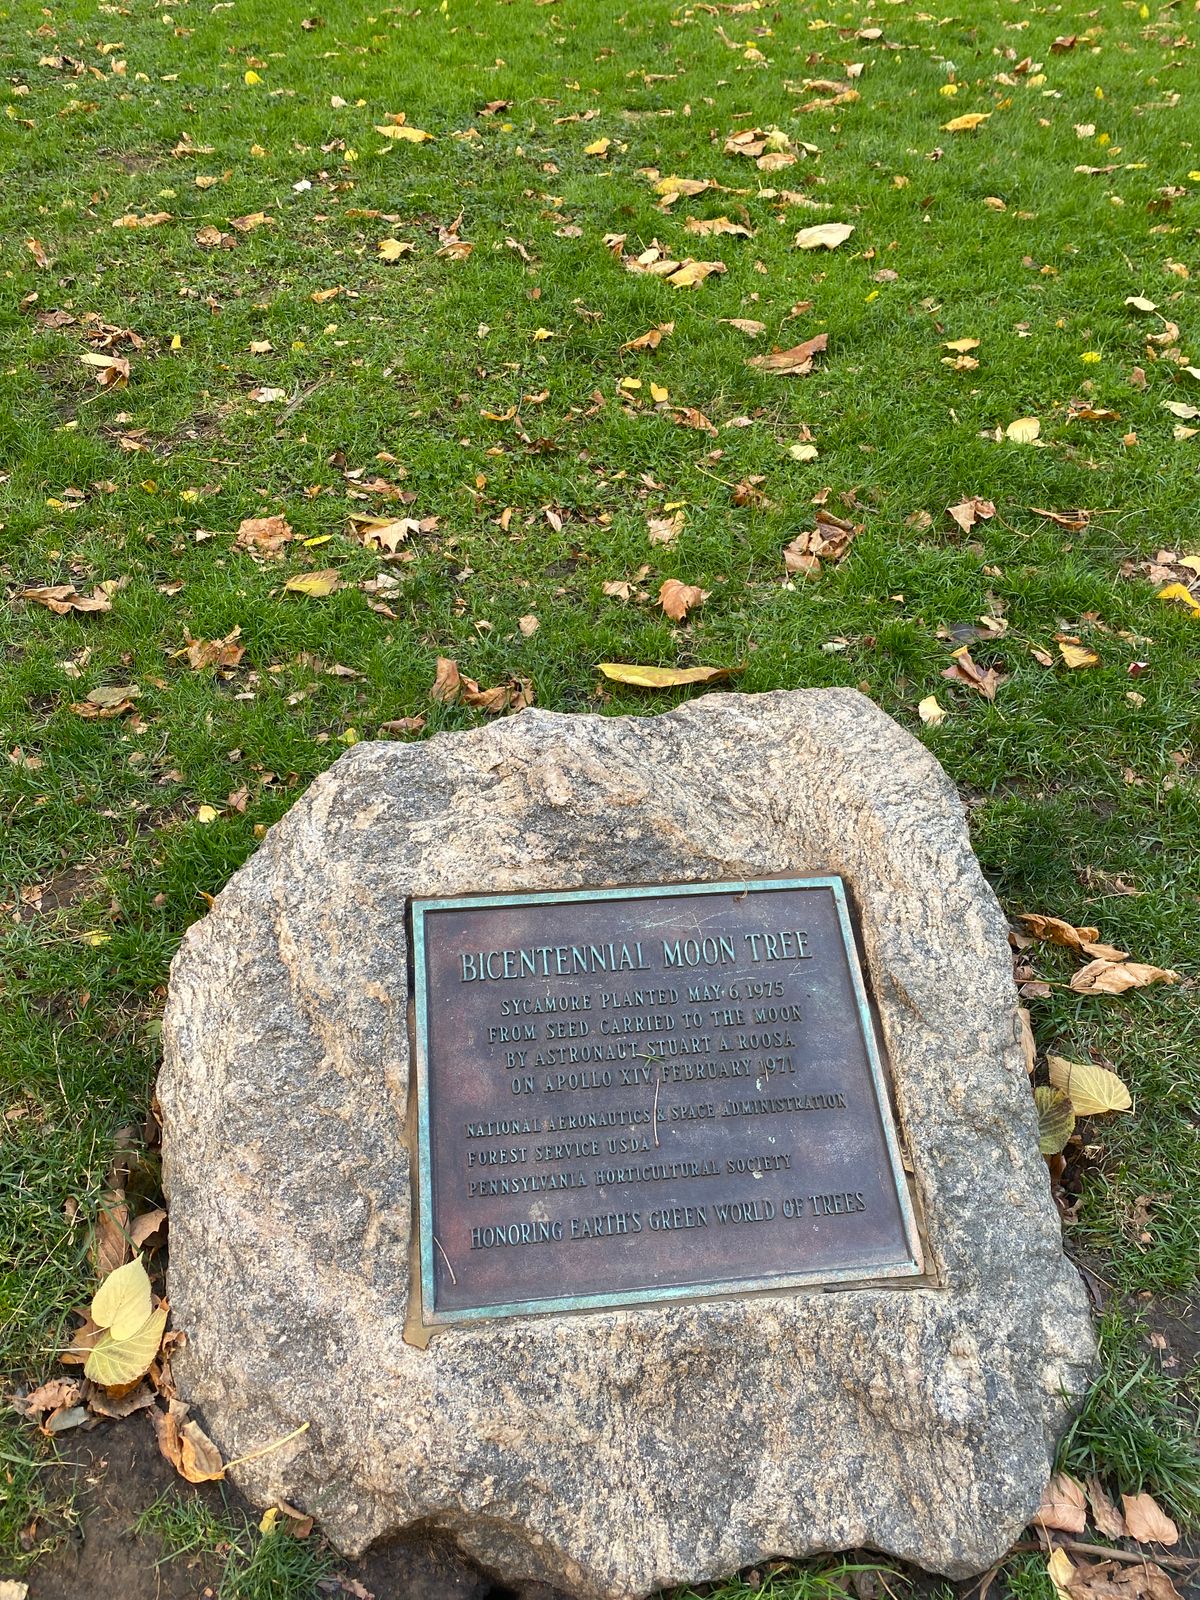 BICENTENNIAL MOON TREE
SYCAMORE PLANTED MAY 6, 1975
FROM SEED CARRIED TO THE MOON
BY ASTRONAUT STUART A. ROOSA
ON APOLLO XIV FEBRUARY 1971
NATIONAL AERONAUTICS & SPACE ADMINISTRATION
FOREST SERVICE USDA
PENNSYLVANIA HORTICULTURAL SOCIETY
HONORING EARTH'S GREEN WORLD OF TREES